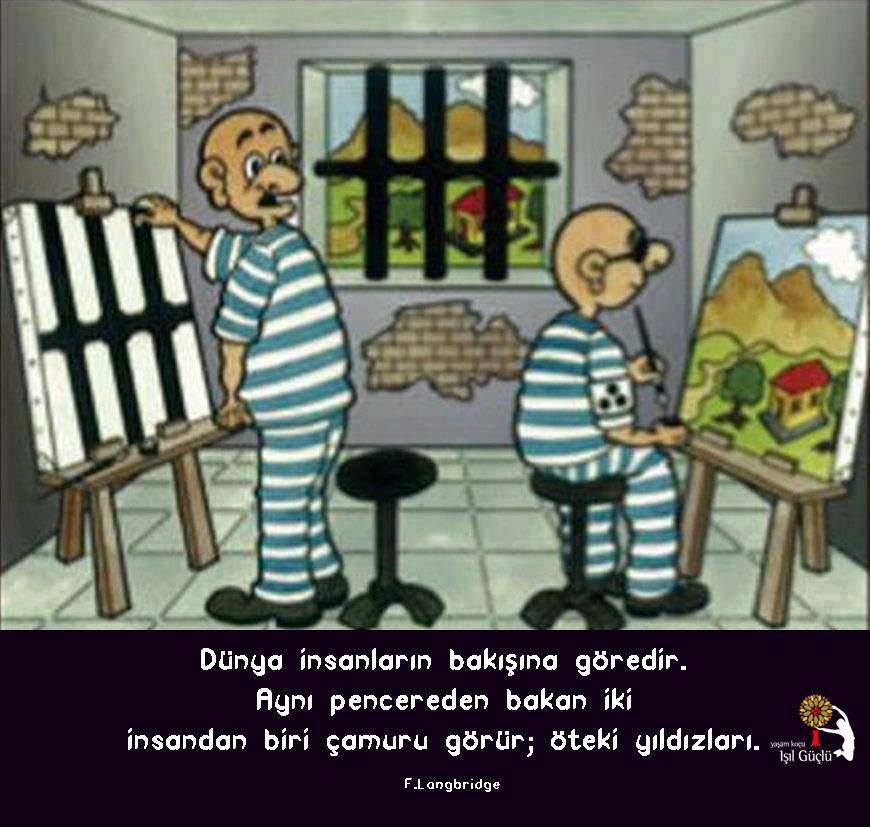 Dünya insanların bakışına göredir.
Aynı pencereden bakan iki
insandan biri çamuru görür; öteki yıldızları.
F.Langbridge
yaşam koçu
Işıl Güçlü